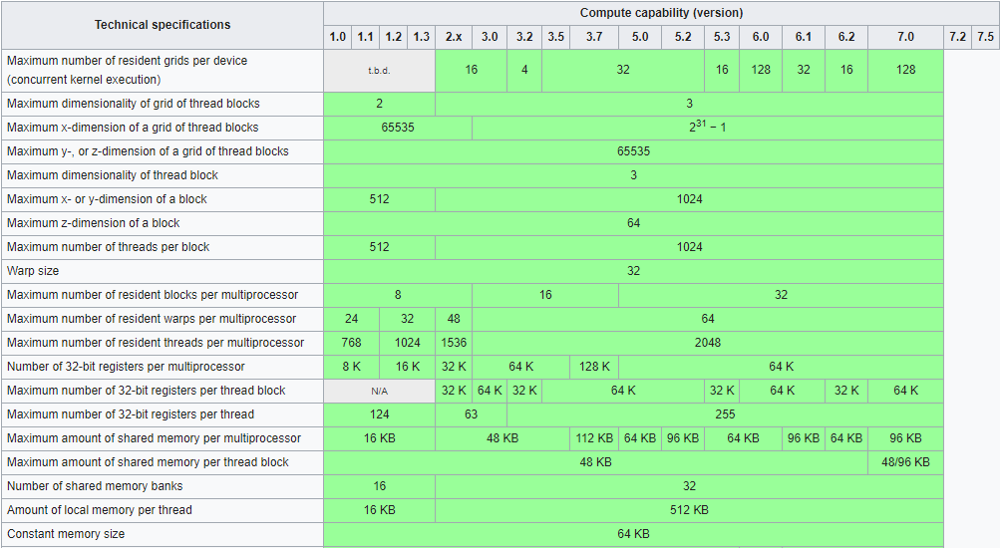 Technical specifications
Compute capability (version)
1.0 1.1 1.2 1.3 2.x 3.0 3.2 3.5 3.7 5.0 5.2 5.3 6.0 6.1 6.2 7.0 7.2 7.5
Maximum number of resident grids per device
(concurrent kernel execution)
t.b.d. 16 4 32 16 128 32 16 128
Maximum dimensionality of grid of thread blocks 2 3
Maximum x-dimension of a grid of thread blocks 65535 2³¹ − 1
Maximum y-, or z-dimension of a grid of thread blocks 65535
Maximum dimensionality of thread block 3
Maximum x- or y-dimension of a block 512 1024
Maximum z-dimension of a block 64
Maximum number of threads per block 512 1024
Warp size 32
Maximum number of resident blocks per multiprocessor 8 16 32
Maximum number of resident warps per multiprocessor 24 32 48 64
Maximum number of resident threads per multiprocessor 768 1024 1536 2048
Number of 32-bit registers per multiprocessor 8 K 16 K 32 K 64 K 128 K 64 K
Maximum number of 32-bit registers per thread block N/A 32 K 64 K 32 K 64 K 32 K 64 K 32 K 64 K
Maximum number of 32-bit registers per thread 124 63 255
Maximum amount of shared memory per multiprocessor 16 KB 48 KB 112 KB 64 KB 96 KB 64 KB 96 KB 64 KB 96 KB
Maximum amount of shared memory per thread block 48 KB 48/96 KB
Number of shared memory banks 16 32
Amount of local memory per thread 16 KB 512 KB
Constant memory size 64 KB